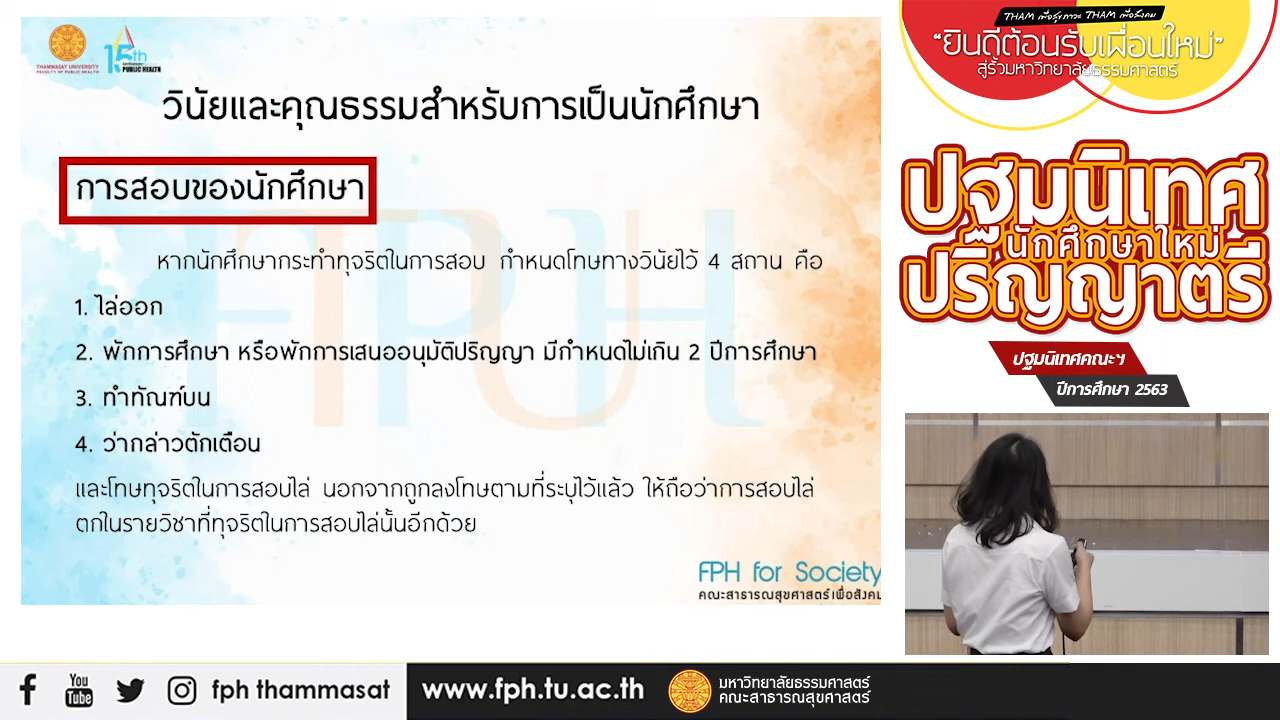 THAMMASAT UNIVERSITY
FACULTY OF PUBLIC HEALTH
15th
PUBLIC HEALTH
วินัยและคุณธรรมสำหรับการเป็นนักศึกษา
การสอบของนักศึกษา
หากนักศึกษากระทำทุจริตในการสอบ กำหนดโทษทางวินัยไว้ 4 สถาน คือ
1. ไล่ออก
2. พักการศึกษา หรือพักการเสนออนุมัติปริญญา มีกำหนดไม่เกิน 2 ปีการศึกษา
3. ทำทัณฑ์บน
4. ว่ากล่าวตักเตือน
และโทษทุจริตในการสอบไล่ นอกจากถูกลงโทษตามที่ระบุไว้แล้ว ให้ถือว่าการสอบไล่
ตกในรายวิชาที่ทุจริตในการสอบไล่นั้นอีกด้วย
FPH
FPH for Society
คณะสาธารณสุขศาสตร์เพื่อสังคม
THAM เพื่อสุขภาวะ THAM เพื่อสังคม
“ยินดีต้อนรับเพื่อนใหม่”
สู่รั้วมหาวิทยาลัยธรรมศาสตร์
ปฐมนิเทศ
นักศึกษาใหม่
ปริญญาตรี
ปฐมนิเทศคณะฯ
ปีการศึกษา 2563
You Tube
fph thammasat
www.fph.tu.ac.th
มหาวิทยาลัยธรรมศาสตร์
คณะสาธารณสุขศาสตร์